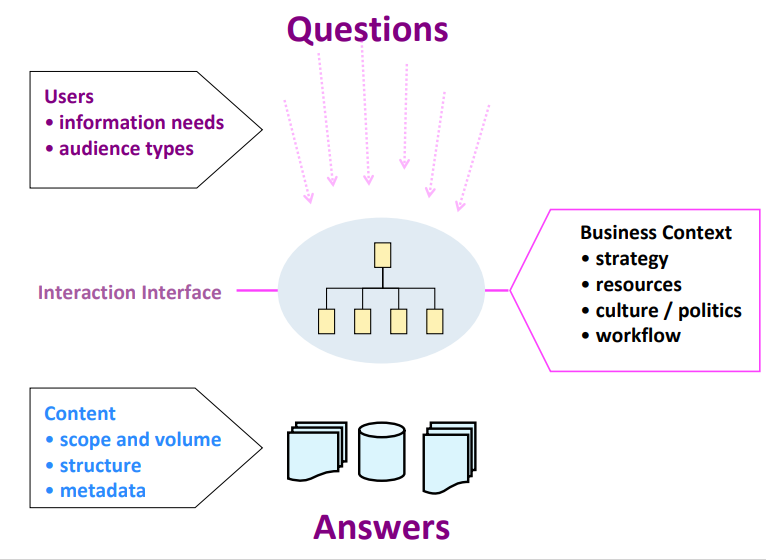 Questions
Users
• information needs
• audience types
Business Context
• strategy
• resources
• culture / politics
• workflow
Interaction Interface
Content
• scope and volume
• structure
• metadata
Answers